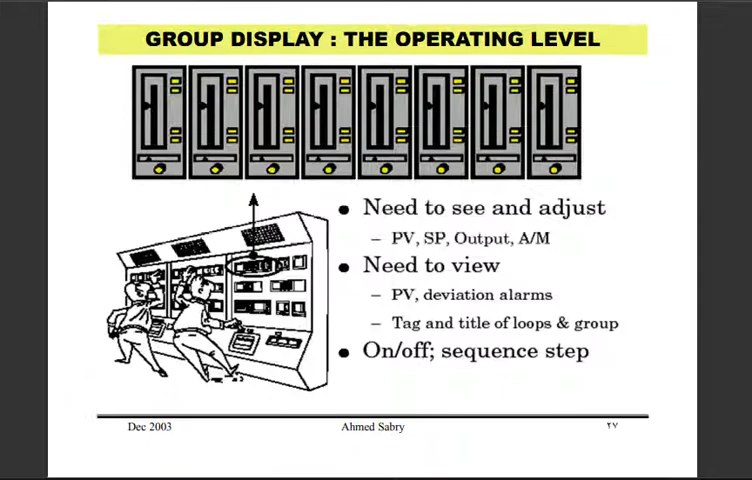 GROUP DISPLAY : THE OPERATING LEVEL
• Need to see and adjust
– PV, SP, Output, A/M
• Need to view
– PV, deviation alarms
– Tag and title of loops & group
• On/off; sequence step
Dec 2003
Ahmed Sabry
٢٧